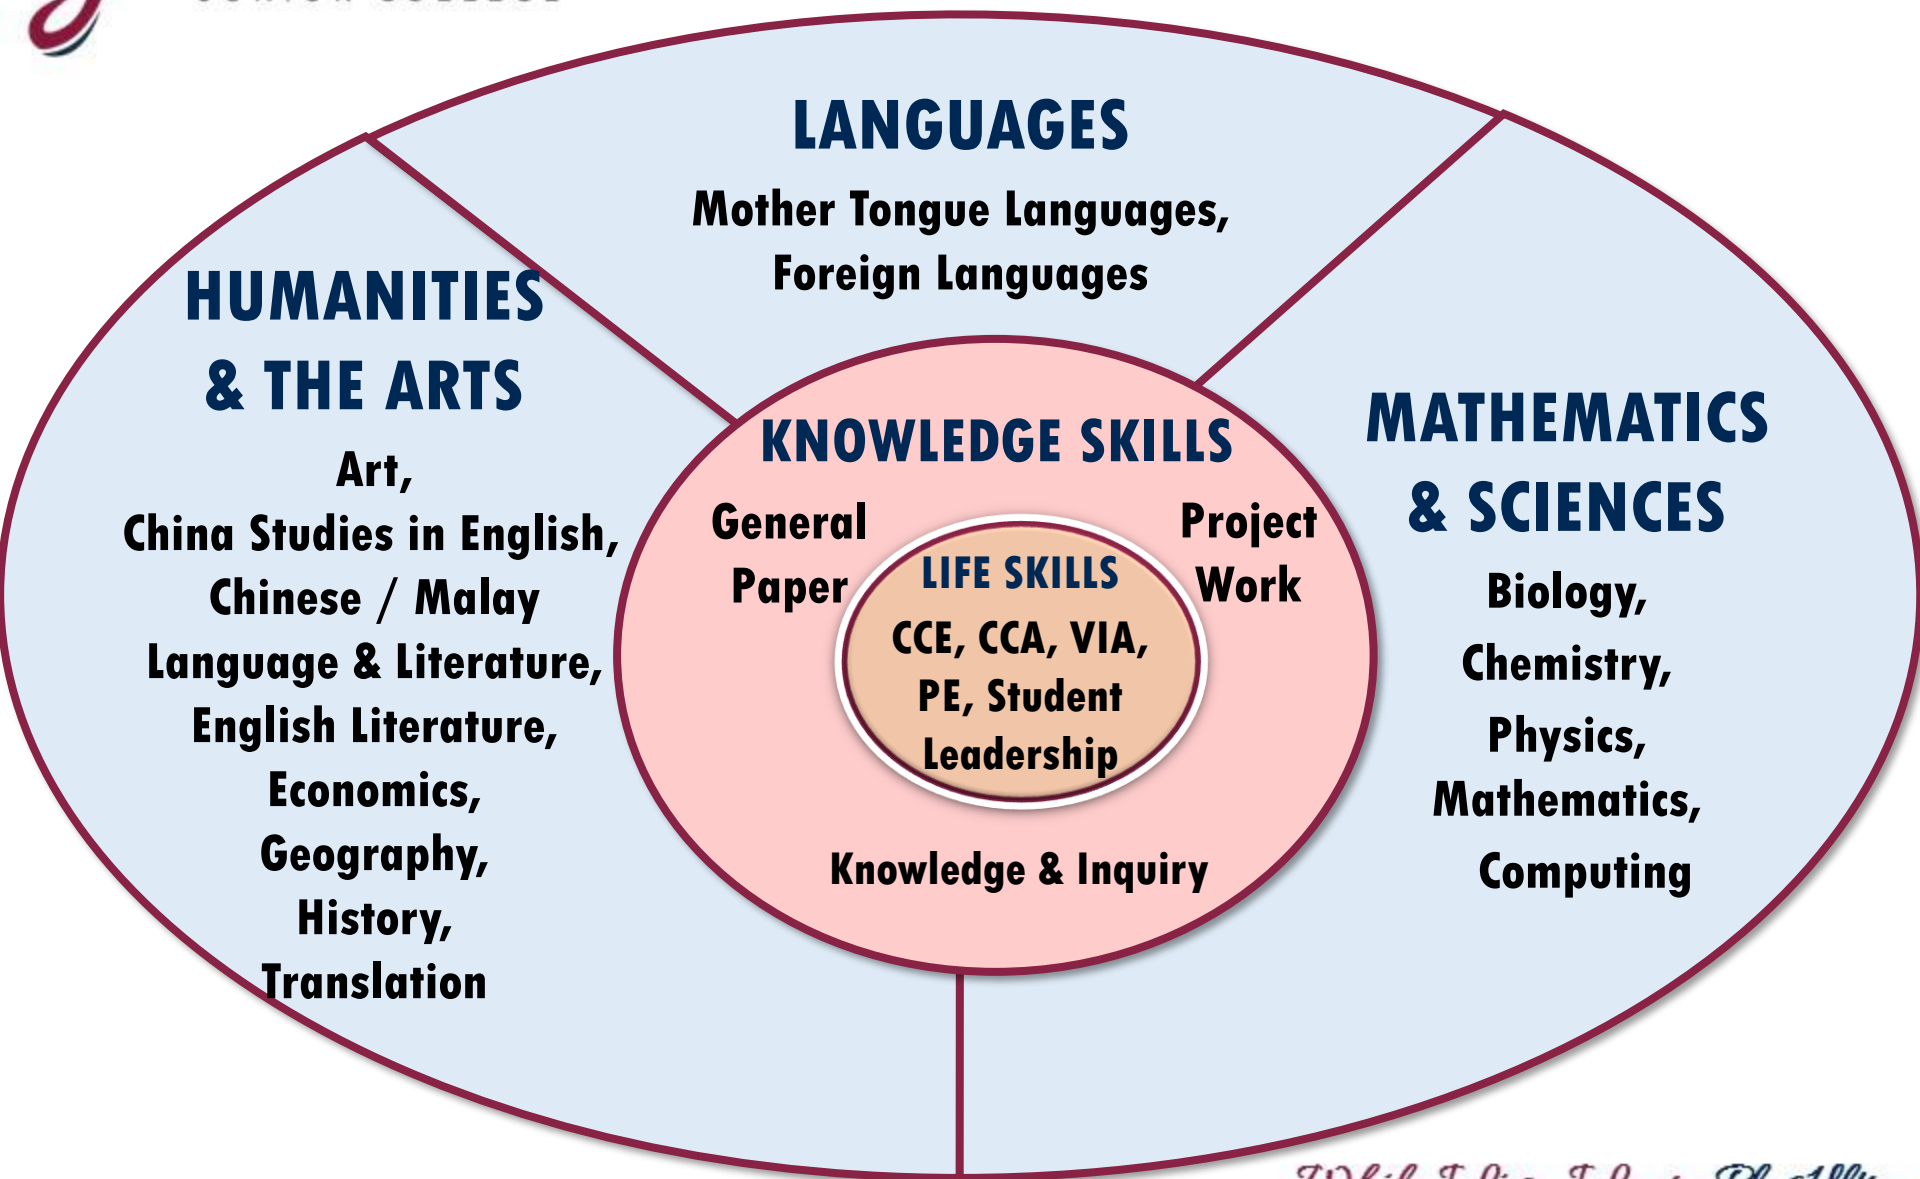 LANGUAGES
Mother Tongue Languages,
Foreign Languages
HUMANITIES
& THE ARTS
Art,
China Studies in English,
Chinese / Malay
Language & Literature,
English Literature,
Economics,
Geography,
History,
Translation
KNOWLEDGE SKILLS
General
Paper
Project
Work
LIFE SKILLS
CCE, CCA, VIA,
PE, Student
Leadership
Knowledge & Inquiry
MATHEMATICS
& SCIENCES
Biology,
Chemistry,
Physics,
Mathematics,
Computing